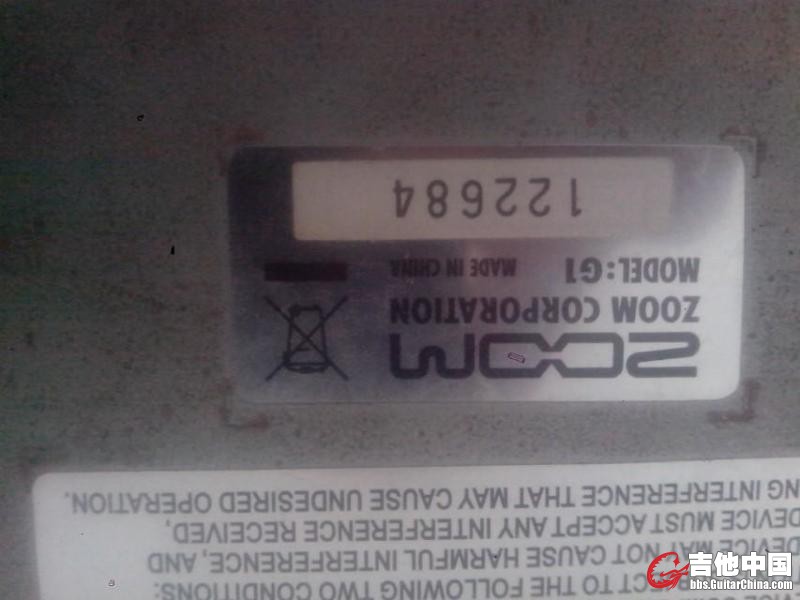 TO THE FOLLOWING TWO CONDITIONS:
DEVICE MAY NOT CAUSE HARMFUL INTERFERENCE, AND
DEVICE MUST ACCEPT ANY INTERFERENCE RECEIVED,
NG INTERFERENCE THAT MAY CAUSE UNDESIRED OPERATION.
ZOOM
ZOOM CORPORATION
MODEL:G1 MADE IN CHINA
122684
吉他中国
bbs.GuitarChina.com